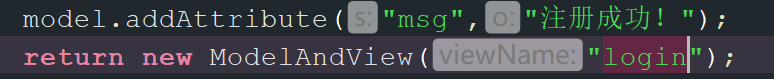 model.addAttribute( s: "msg", o: "注册成功！");
return new ModelAndView( viewName: "login");